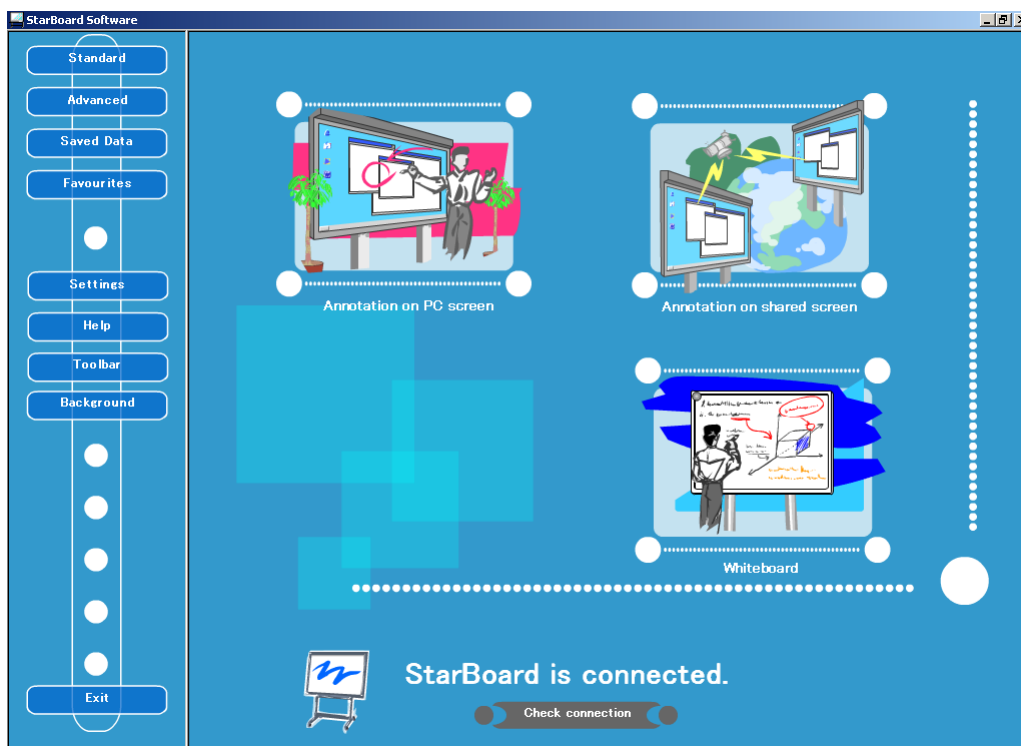 StarBoard Software
Standard
Advanced
Saved Data
Favourites
Settings
Help
Toolbar
Background
Exit
Annotation on PC screen
Annotation on shared screen
Whiteboard
StarBoard is connected.
Check connection